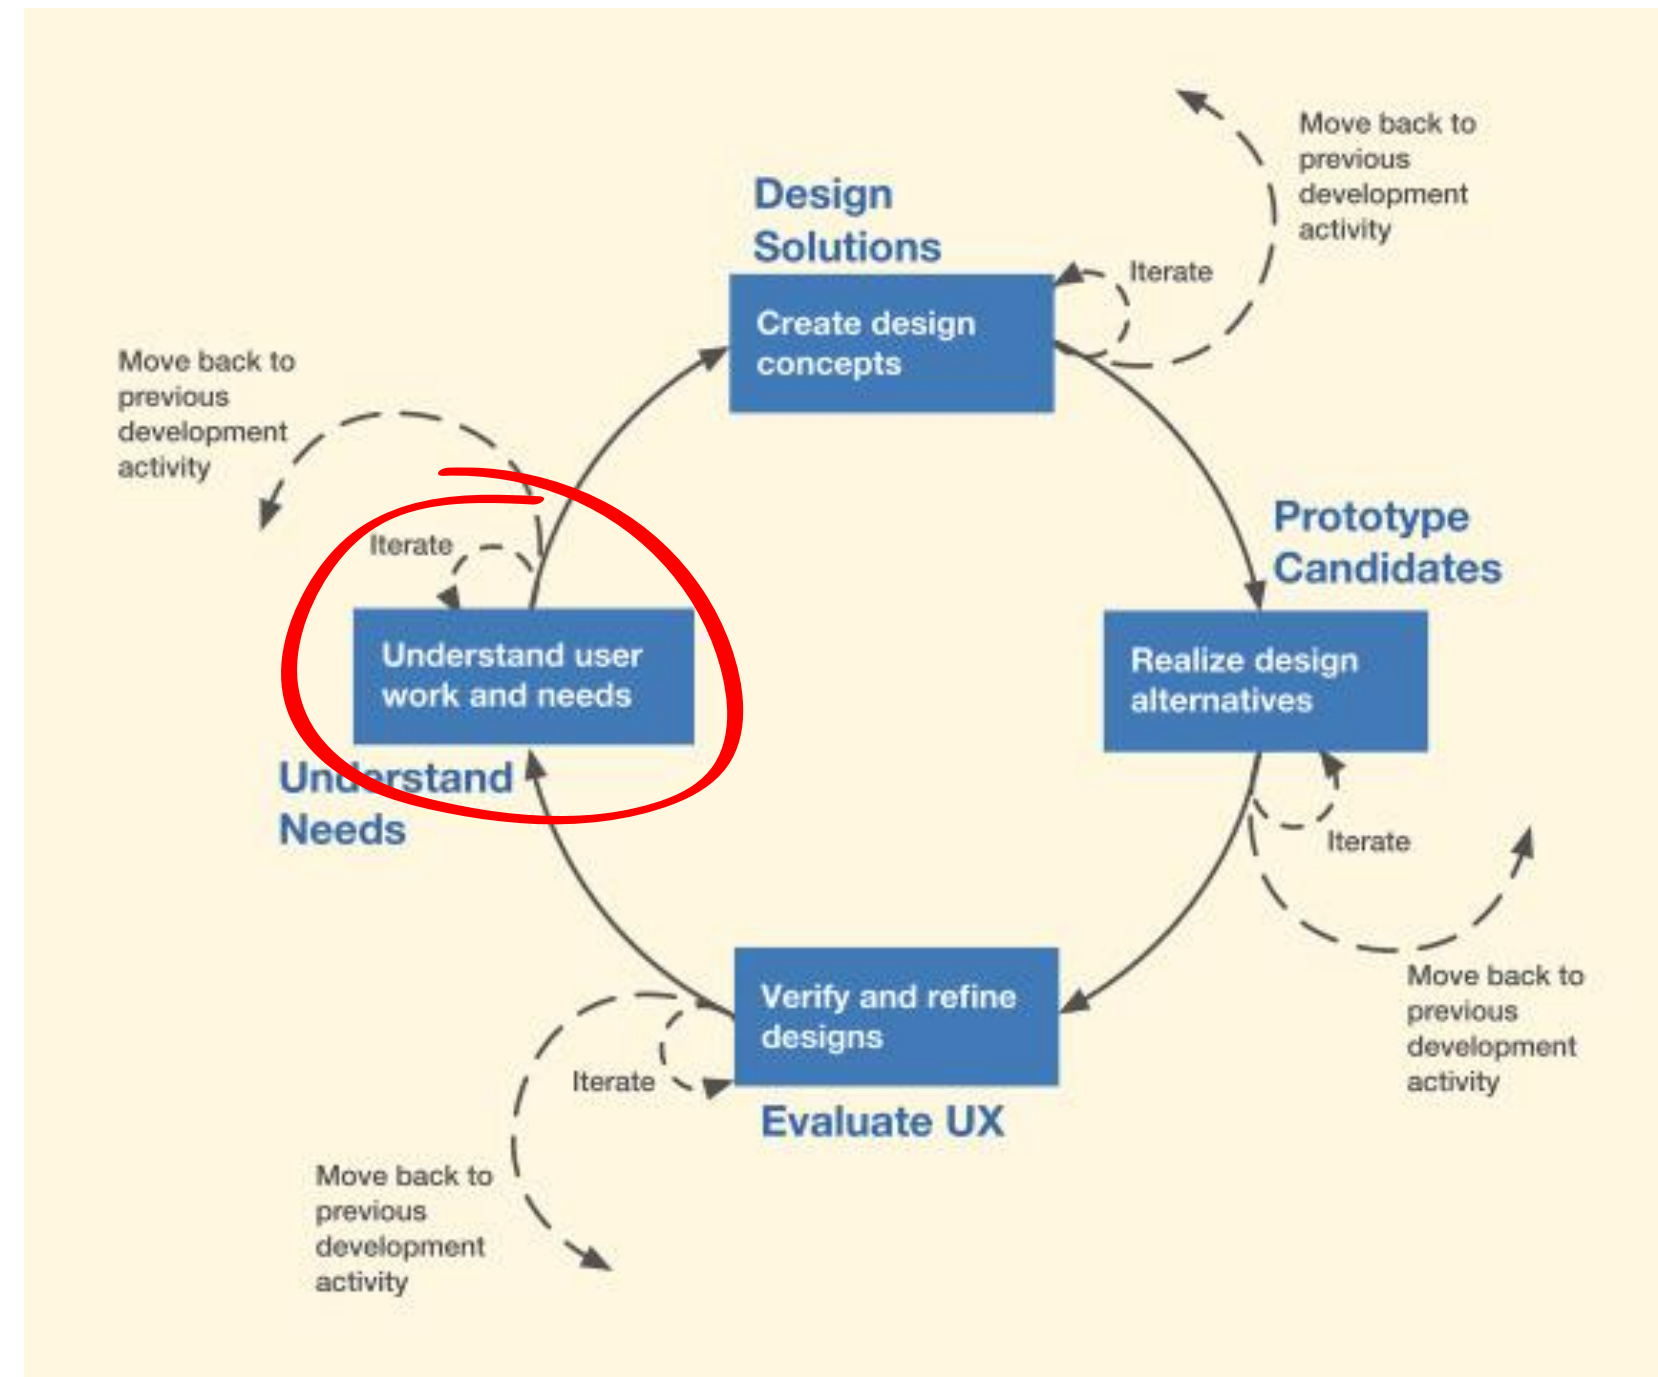 Design
Solutions
Create design
concepts
Iterate
Move back to
previous
development
activity
Prototype
Candidates
Realize design
alternatives
Iterate
Move back to
previous
development
activity
Verify and refine
designs
Evaluate UX
Iterate
Move back to
previous
development
activity
Understand user
work and needs
Understand
Needs
Iterate
Move back to
previous
development
activity